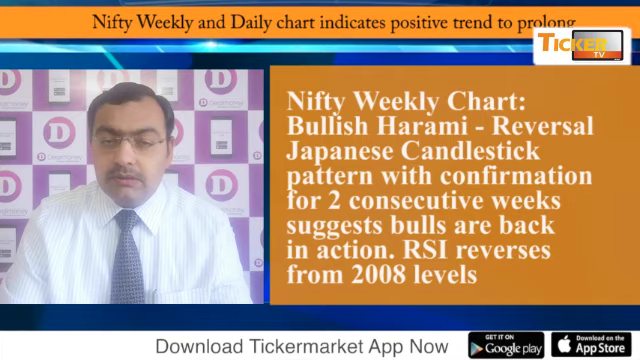 Nifty Weekly and Daily chart indicates positive trend to prolong
TICKER
TV
Nifty Weekly Chart:
Bullish Harami - Reversal
Japanese Candlestick
pattern with confirmation
for 2 consecutive weeks
suggests bulls are back
in action. RSI reverses
from 2008 levels
D
Dealmoney
Download Tickermarket App Now
GET IT ON
Google play
Download on the
App Store